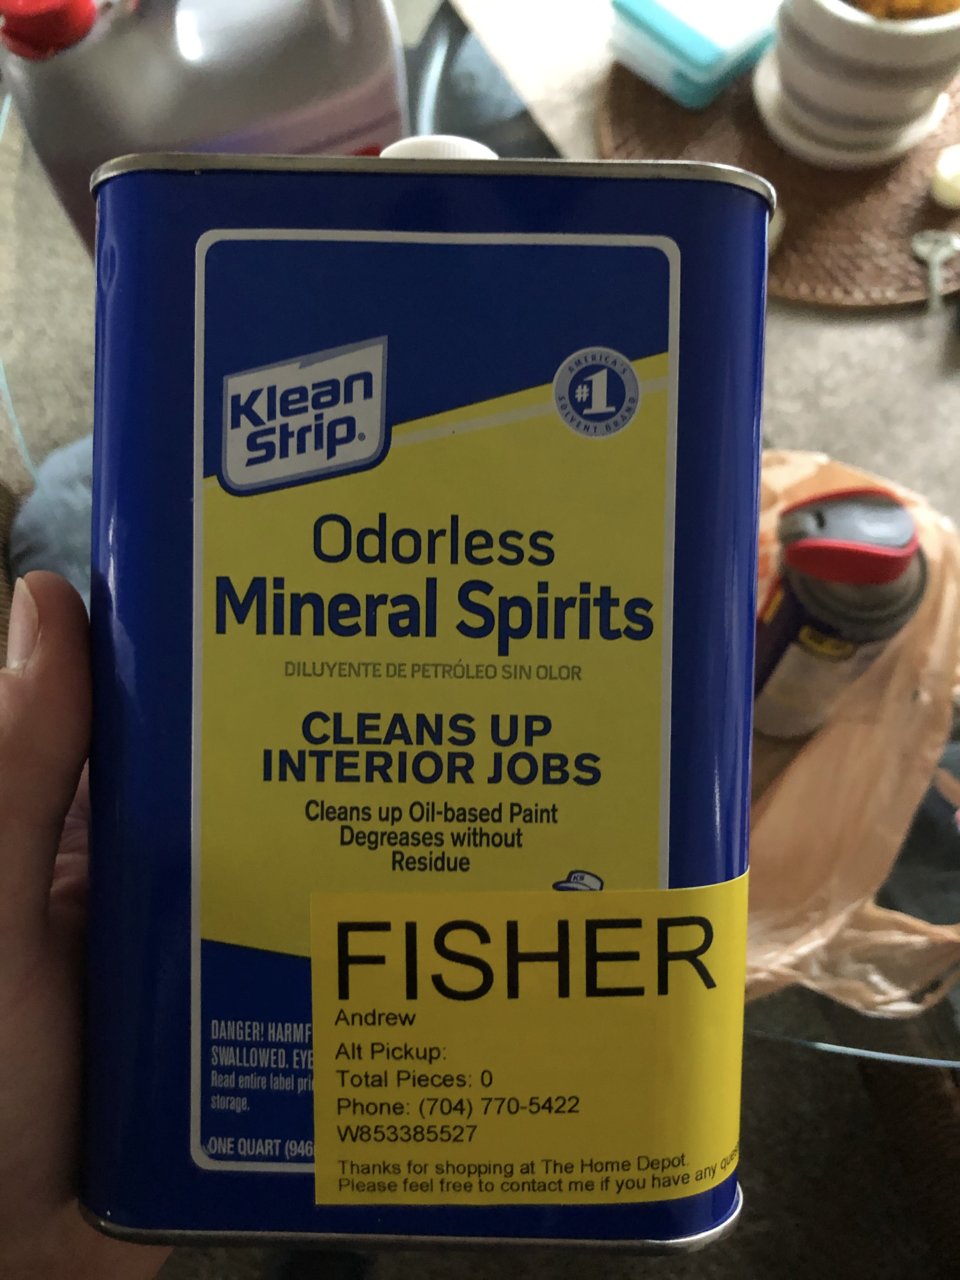 Klean
Strip®
AMERICA'S
#1
SOLVENT BRAND
Odorless
Mineral Spirits
DILUYENTE DE PETRÓLEO SIN OLOR
CLEANS UP
INTERIOR JOBS
Cleans up Oil-based Paint
Degreases without
Residue
KS
FISHER
Andrew
Alt Pickup:
Total Pieces: 0
Phone: (704) 770-5422
W853385527
Thanks for shopping at The Home Depot.
Please feel free to contact me if you have any
DANGER!
SWALLOWED.
Read entire label
storage.
ONE QUART (946